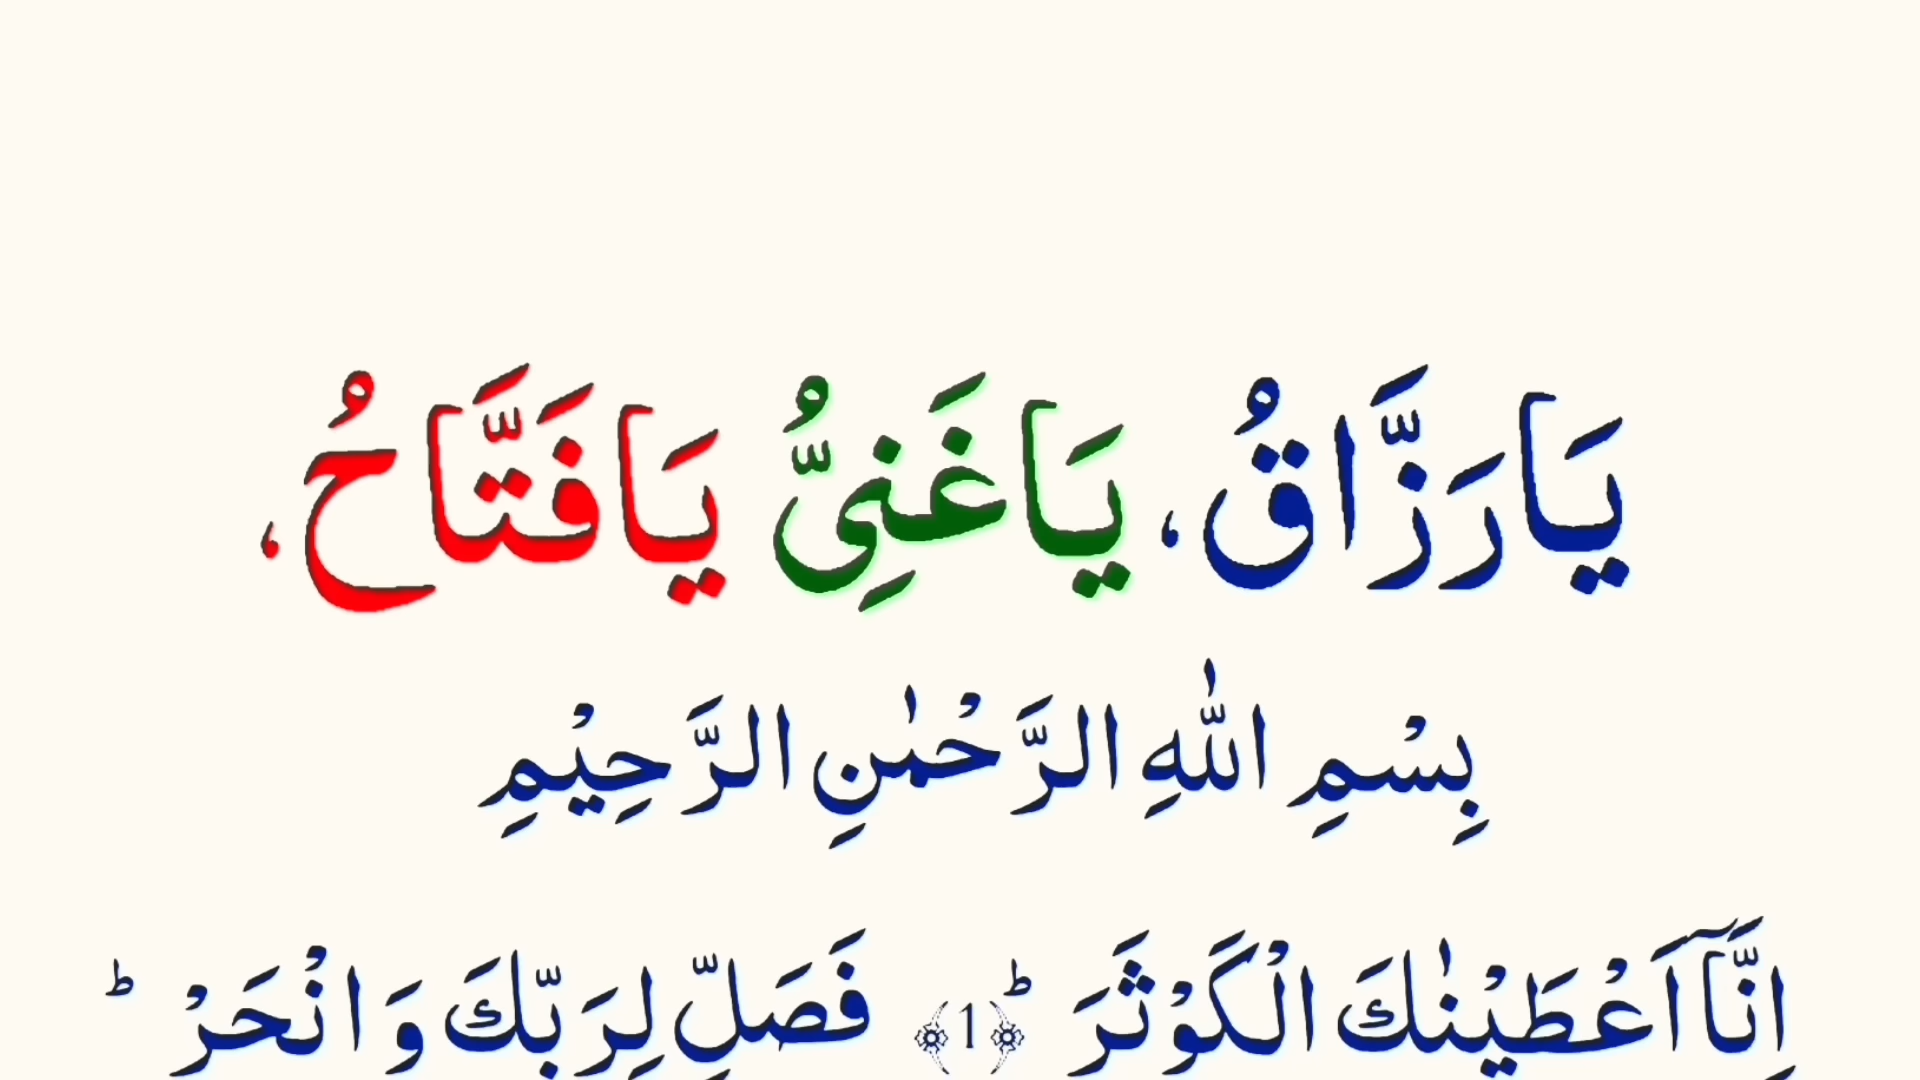 يَارَزَّاقُ، يَاغَنِىُّ يَافَتَّاحُ،
بِسْمِ اللّٰهِ الرَّحْمٰنِ الرَّحِيْمِ
اِنَّآ اَعْطَيْنٰكَ الْكَوْثَرَؕ ﴿1﴾ فَصَلِّ لِرَبِّكَ وَانْحَرْؕ